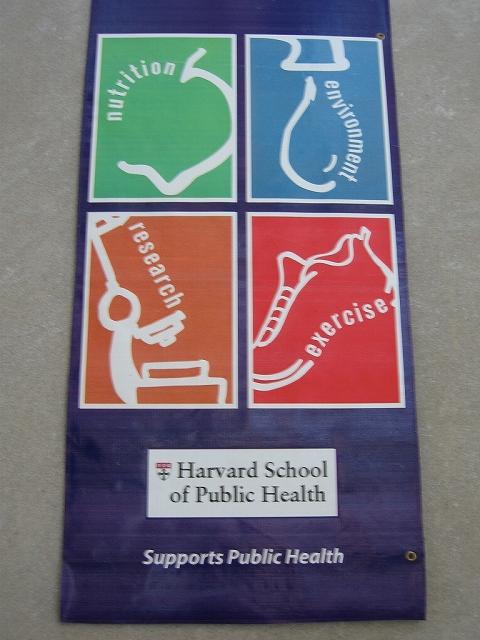 nutrition
environment
research
exercise
Harvard School
of Public Health
Supports Public Health